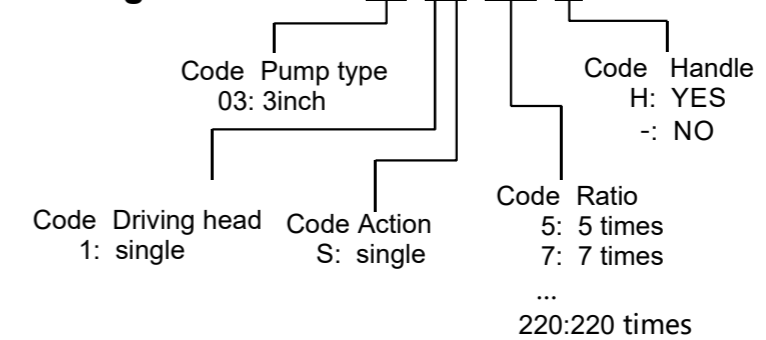 Code Pump type
03: 3inch
Code Handle
H: YES
-: NO
Code Driving head
1: single
Code Action
S: single
Code Ratio
5: 5 times
7: 7 times
...
220:220 times